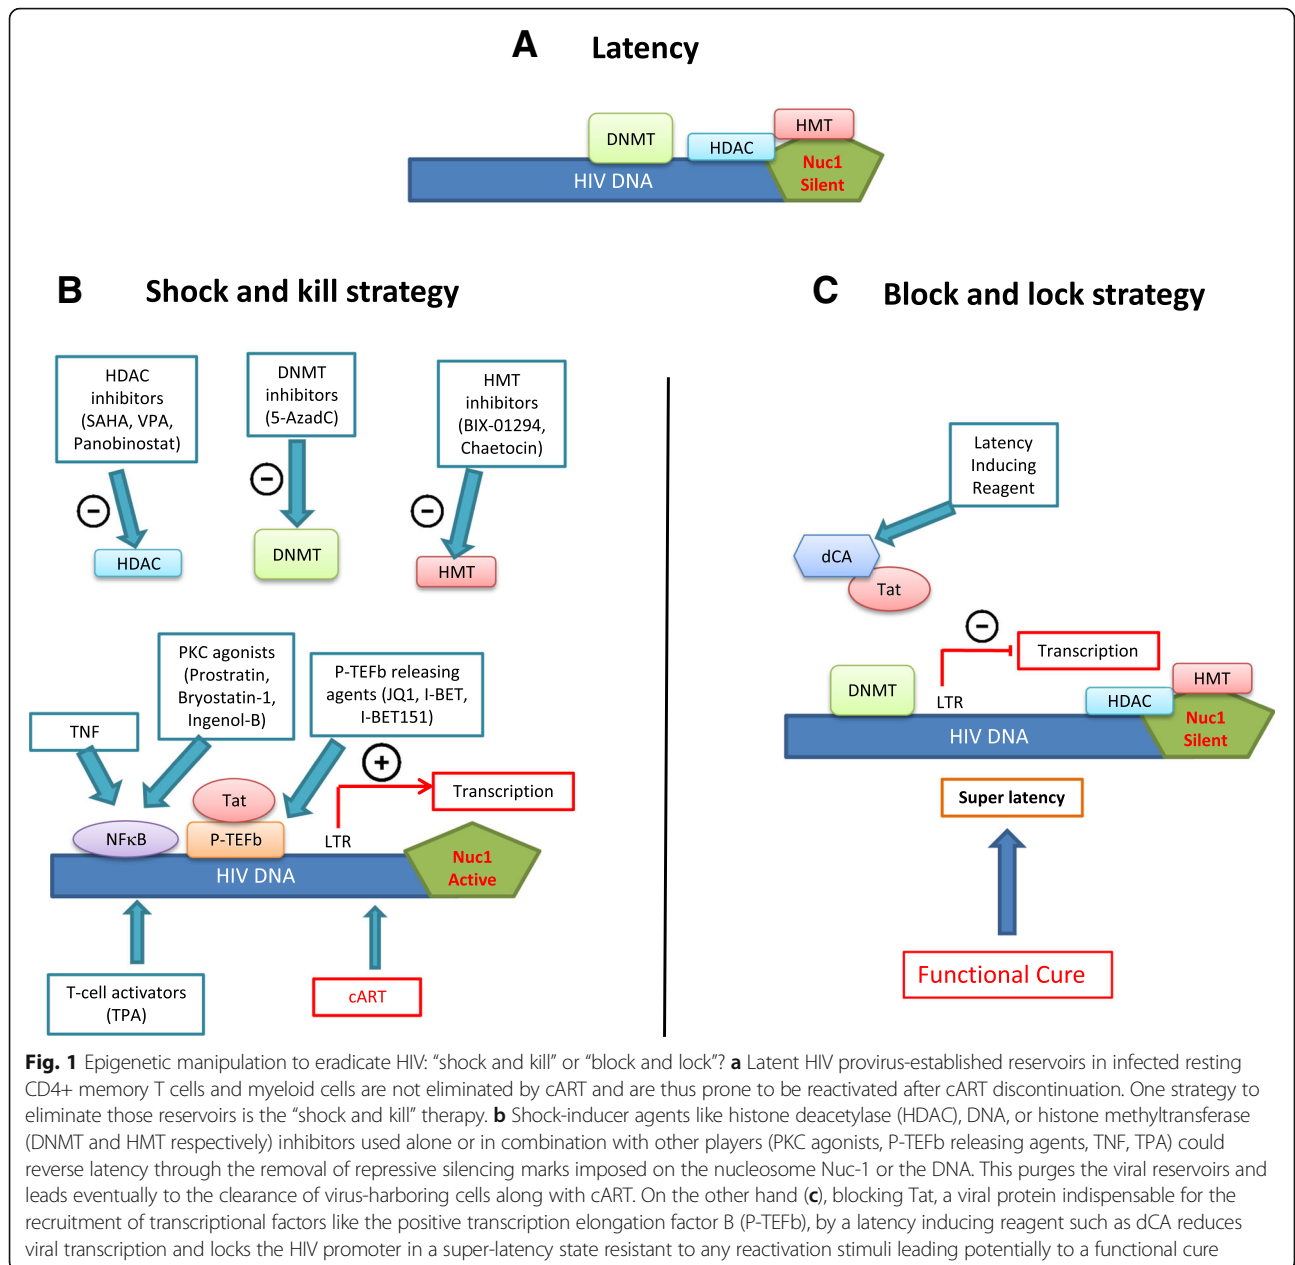 A Latency
DNMT
HDAC
HMT
Nuc1
Silent
HIV DNA
B Shock and kill strategy
HDAC
inhibitors
(SAHA, VPA,
Panobinostat)
DNMT
inhibitors
(5-AzadC)
HMT
inhibitors
(BIX-01294,
Chaetocin)
−
−
−
HDAC
DNMT
HMT
TNF
PKC agonists
(Prostratin,
Bryostatin-1,
Ingenol-B)
P-TEFb releasing
agents (JQ1, I-BET,
I-BET151)
+
Tat
Transcription
NFκB
P-TEFb
LTR
Nuc1
Active
HIV DNA
T-cell activators
(TPA)
cART
C Block and lock strategy
Latency
Inducing
Reagent
dCA
Tat
−
Transcription
DNMT
LTR
HDAC
HMT
Nuc1
Silent
HIV DNA
Super latency
Functional Cure
Fig. 1 Epigenetic manipulation to eradicate HIV: “shock and kill” or “block and lock”? a Latent HIV provirus-established reservoirs in infected resting
CD4+ memory T cells and myeloid cells are not eliminated by cART and are thus prone to be reactivated after cART discontinuation. One strategy to
eliminate those reservoirs is the “shock and kill” therapy. b Shock-inducer agents like histone deacetylase (HDAC), DNA, or histone methyltransferase
(DNMT and HMT respectively) inhibitors used alone or in combination with other players (PKC agonists, P-TEFb releasing agents, TNF, TPA) could
reverse latency through the removal of repressive silencing marks imposed on the nucleosome Nuc-1 or the DNA. This purges the viral reservoirs and
leads eventually to the clearance of virus-harboring cells along with cART. On the other hand (c), blocking Tat, a viral protein indispensable for the
recruitment of transcriptional factors like the positive transcription elongation factor B (P-TEFb), by a latency inducing reagent such as dCA reduces
viral transcription and locks the HIV promoter in a super-latency state resistant to any reactivation stimuli leading potentially to a functional cure